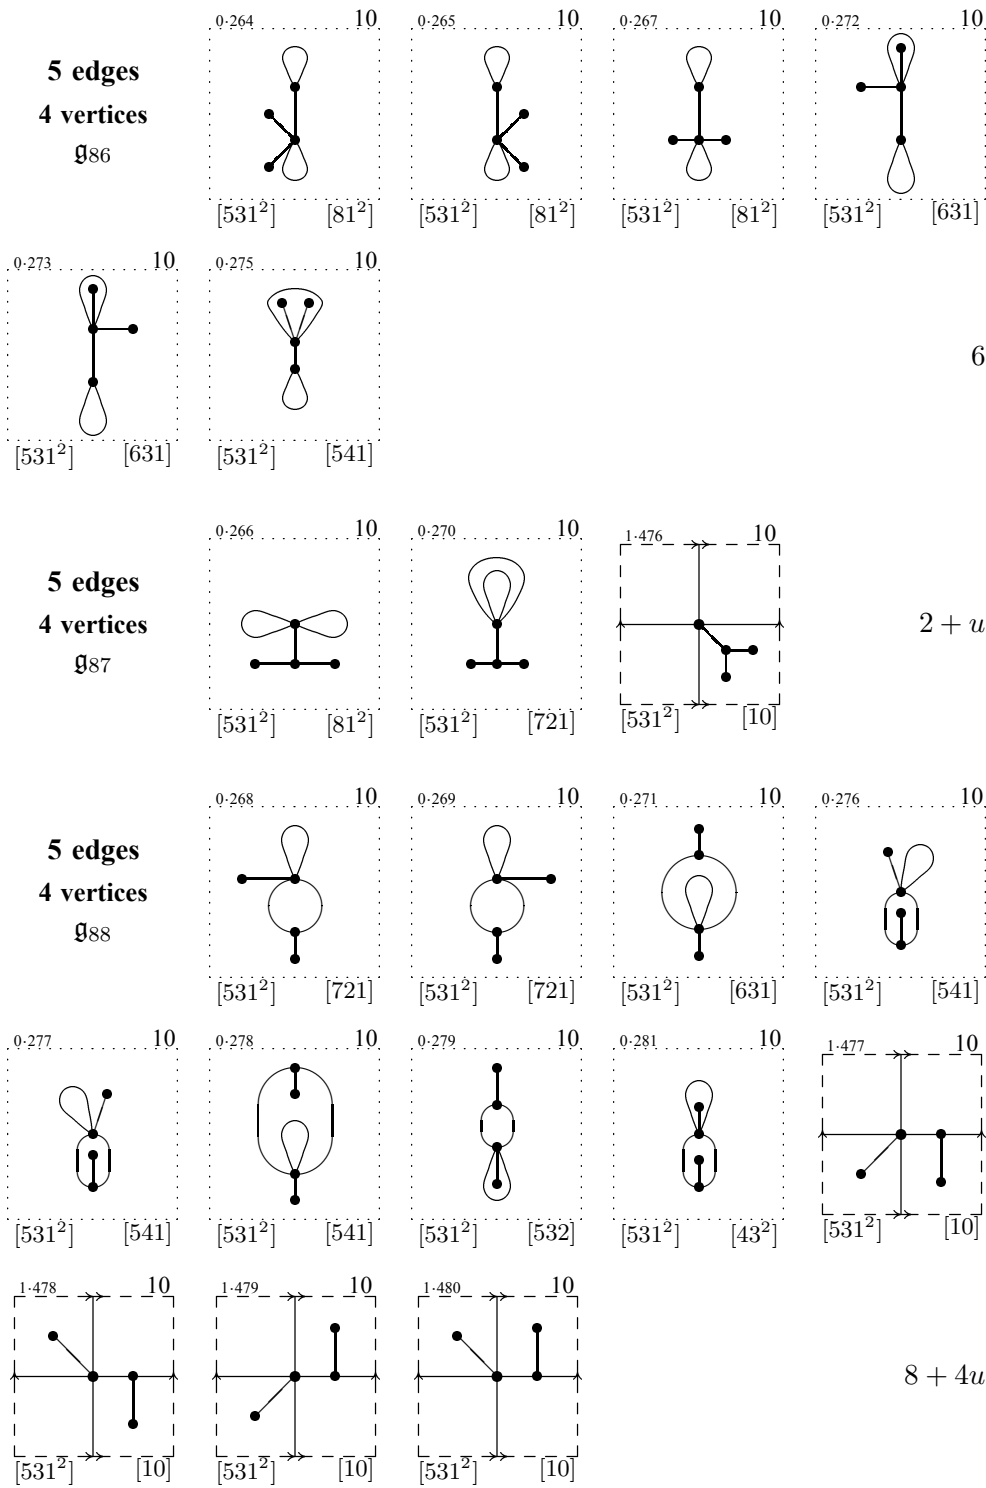 0·264 10 0·265 10 0·267 10 0·272 10
5 edges
4 vertices
𝔤86
[531²] [81²] [531²] [81²] [531²] [81²] [531²] [631]
0·273 10 0·275 10
6
[531²] [631] [531²] [541]
0·266 10 0·270 10 1·476 10
5 edges
4 vertices
2 + u
𝔤87
[531²] [81²] [531²] [721] [531²] [10]
0·268 10 0·269 10 0·271 10 0·276 10
5 edges
4 vertices
𝔤88
[531²] [721] [531²] [721] [531²] [631] [531²] [541]
0·277 10 0·278 10 0·279 10 0·281 10 1·477 10
[531²] [541] [531²] [541] [531²] [532] [531²] [43²] [531²] [10]
1·478 10 1·479 10 1·480 10
8 + 4u
[531²] [10] [531²] [10] [531²] [10]